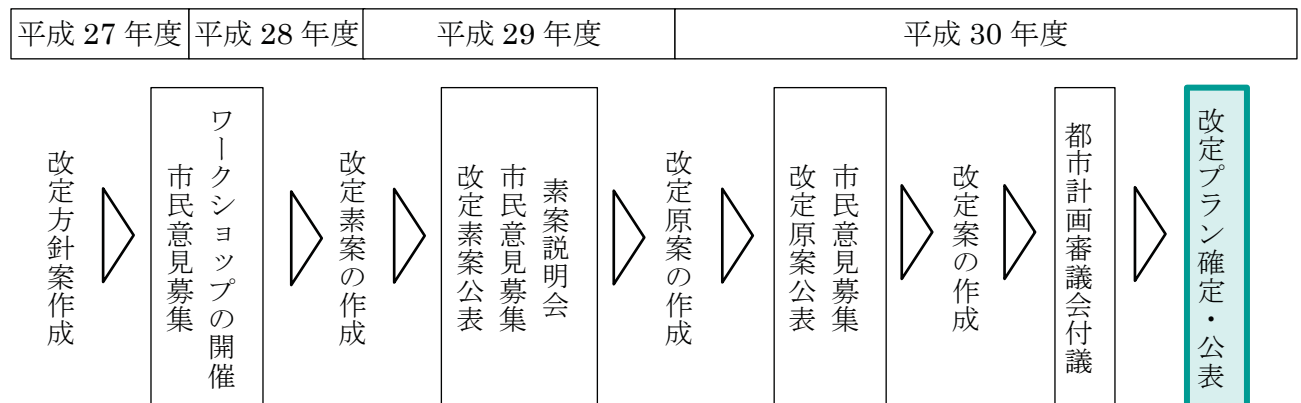 平成 27 年度
平成 28 年度
平成 29 年度
平成 30 年度
改定方針案作成
市民意見募集
ワークショップの開催
改定素案の作成
改定素案公表
市民意見募集
素案説明会
改定原案の作成
改定原案公表
市民意見募集
改定案の作成
都市計画審議会付議
改定プラン確定・公表